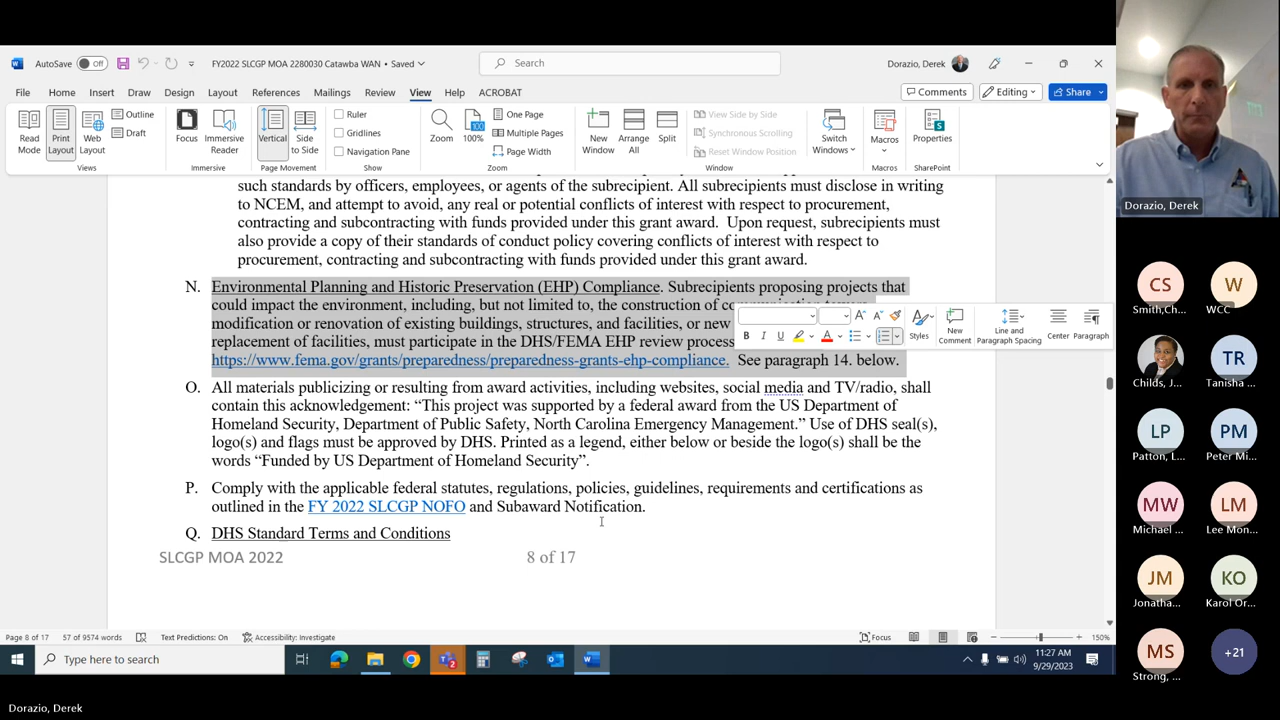 AutoSave Off FY2022 SLCGP MOA 2280030 Catawba WAN • Saved Search Dorazio, Derek
File Home Insert Draw Design Layout References Mailings Review View Help ACROBAT Comments Editing Share
Read Mode Print Layout Web Layout Outline Draft Focus Immersive Reader Vertical Side to Side Zoom 100% One Page Multiple Pages Page Width Ruler Gridlines Navigation Pane New Window Arrange All Split View Side by Side Synchronous Scrolling Reset Window Position Switch Windows Macros Properties
Views Immersive Page Movement Show Zoom Window Macros SharePoint
such standards by officers, employees, or agents of the subrecipient. All subrecipients must disclose in writing
to NCEM, and attempt to avoid, any real or potential conflicts of interest with respect to procurement,
contracting and subcontracting with funds provided under this grant award. Upon request, subrecipients must
also provide a copy of their standards of conduct policy covering conflicts of interest with respect to
procurement, contracting and subcontracting with funds provided under this grant award.
N. Environmental Planning and Historic Preservation (EHP) Compliance. Subrecipients proposing projects that
could impact the environment, including, but not limited to, the construction of
modification or renovation of existing buildings, structures, and facilities, or new
replacement of facilities, must participate in the DHS/FEMA EHP review process
https://www.fema.gov/grants/preparedness/preparedness-grants-ehp-compliance. See paragraph 14. below.
B I U A Styles New Comment Line and Paragraph Spacing Center Paragraph
O. All materials publicizing or resulting from award activities, including websites, social media and TV/radio, shall
contain this acknowledgement: “This project was supported by a federal award from the US Department of
Homeland Security, Department of Public Safety, North Carolina Emergency Management.” Use of DHS seal(s),
logo(s) and flags must be approved by DHS. Printed as a legend, either below or beside the logo(s) shall be the
words “Funded by US Department of Homeland Security”.
P. Comply with the applicable federal statutes, regulations, policies, guidelines, requirements and certifications as
outlined in the FY 2022 SLCGP NOFO and Subaward Notification.
Q. DHS Standard Terms and Conditions
SLCGP MOA 2022 8 of 17
Page 8 of 17 57 of 9574 words Text Predictions: On Accessibility: Investigate Focus 150%
Type here to search 11:27 AM
9/29/2023
Dorazio, Derek
Dorazio, Derek
CS W
Smith,Ch... WCC
TR
Childs, J... Tanisha ...
LP PM
Patton, L... Peter Mi...
MW LM
Michael ... Lee Mon...
JM KO
Jonatha... Karol Or...
MS +21
Strong, ...